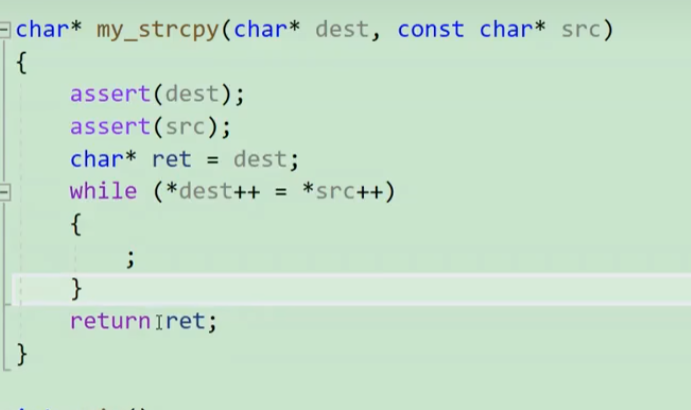 char* my_strcpy(char* dest, const char* src)
{
    assert(dest);
    assert(src);
    char* ret = dest;
    while (*dest++ = *src++)
    {
        ;
    }
    return ret;
}